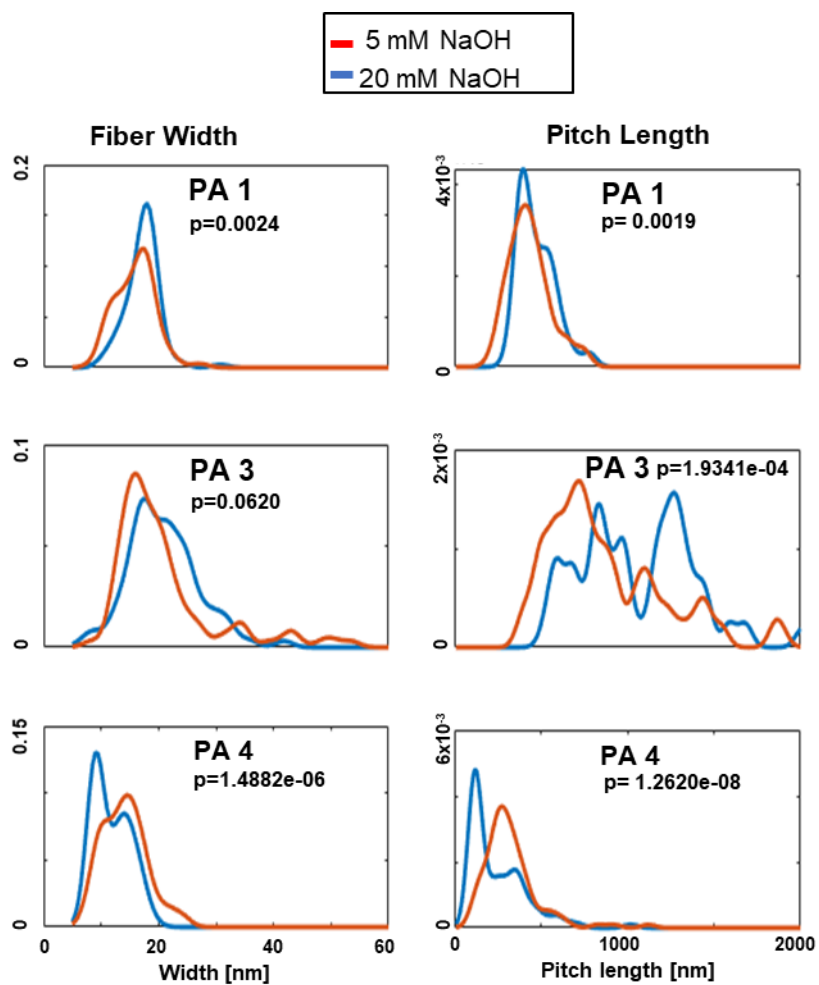 5 mM NaOH
20 mM NaOH
Fiber Width
Pitch Length
0.2
0
PA 1
p=0.0024
4x10-3
0
PA 1
p= 0.0019
0.1
0
PA 3
p=0.0620
2x10-3
0
PA 3 p=1.9341e-04
0.15
0
PA 4
p=1.4882e-06
6x10-3
0
PA 4
p= 1.2620e-08
0 20 40 60
Width [nm]
0 1000 2000
Pitch length [nm]